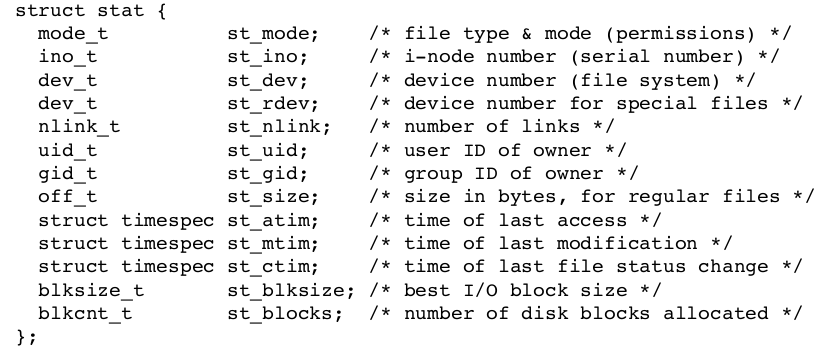 struct stat {
  mode_t          st_mode;    /* file type & mode (permissions) */
  ino_t           st_ino;     /* i-node number (serial number) */
  dev_t           st_dev;     /* device number (file system) */
  dev_t           st_rdev;    /* device number for special files */
  nlink_t         st_nlink;   /* number of links */
  uid_t           st_uid;     /* user ID of owner */
  gid_t           st_gid;     /* group ID of owner */
  off_t           st_size;    /* size in bytes, for regular files */
  struct timespec st_atim;    /* time of last access */
  struct timespec st_mtim;    /* time of last modification */
  struct timespec st_ctim;    /* time of last file status change */
  blksize_t       st_blksize; /* best I/O block size */
  blkcnt_t        st_blocks;  /* number of disk blocks allocated */
};